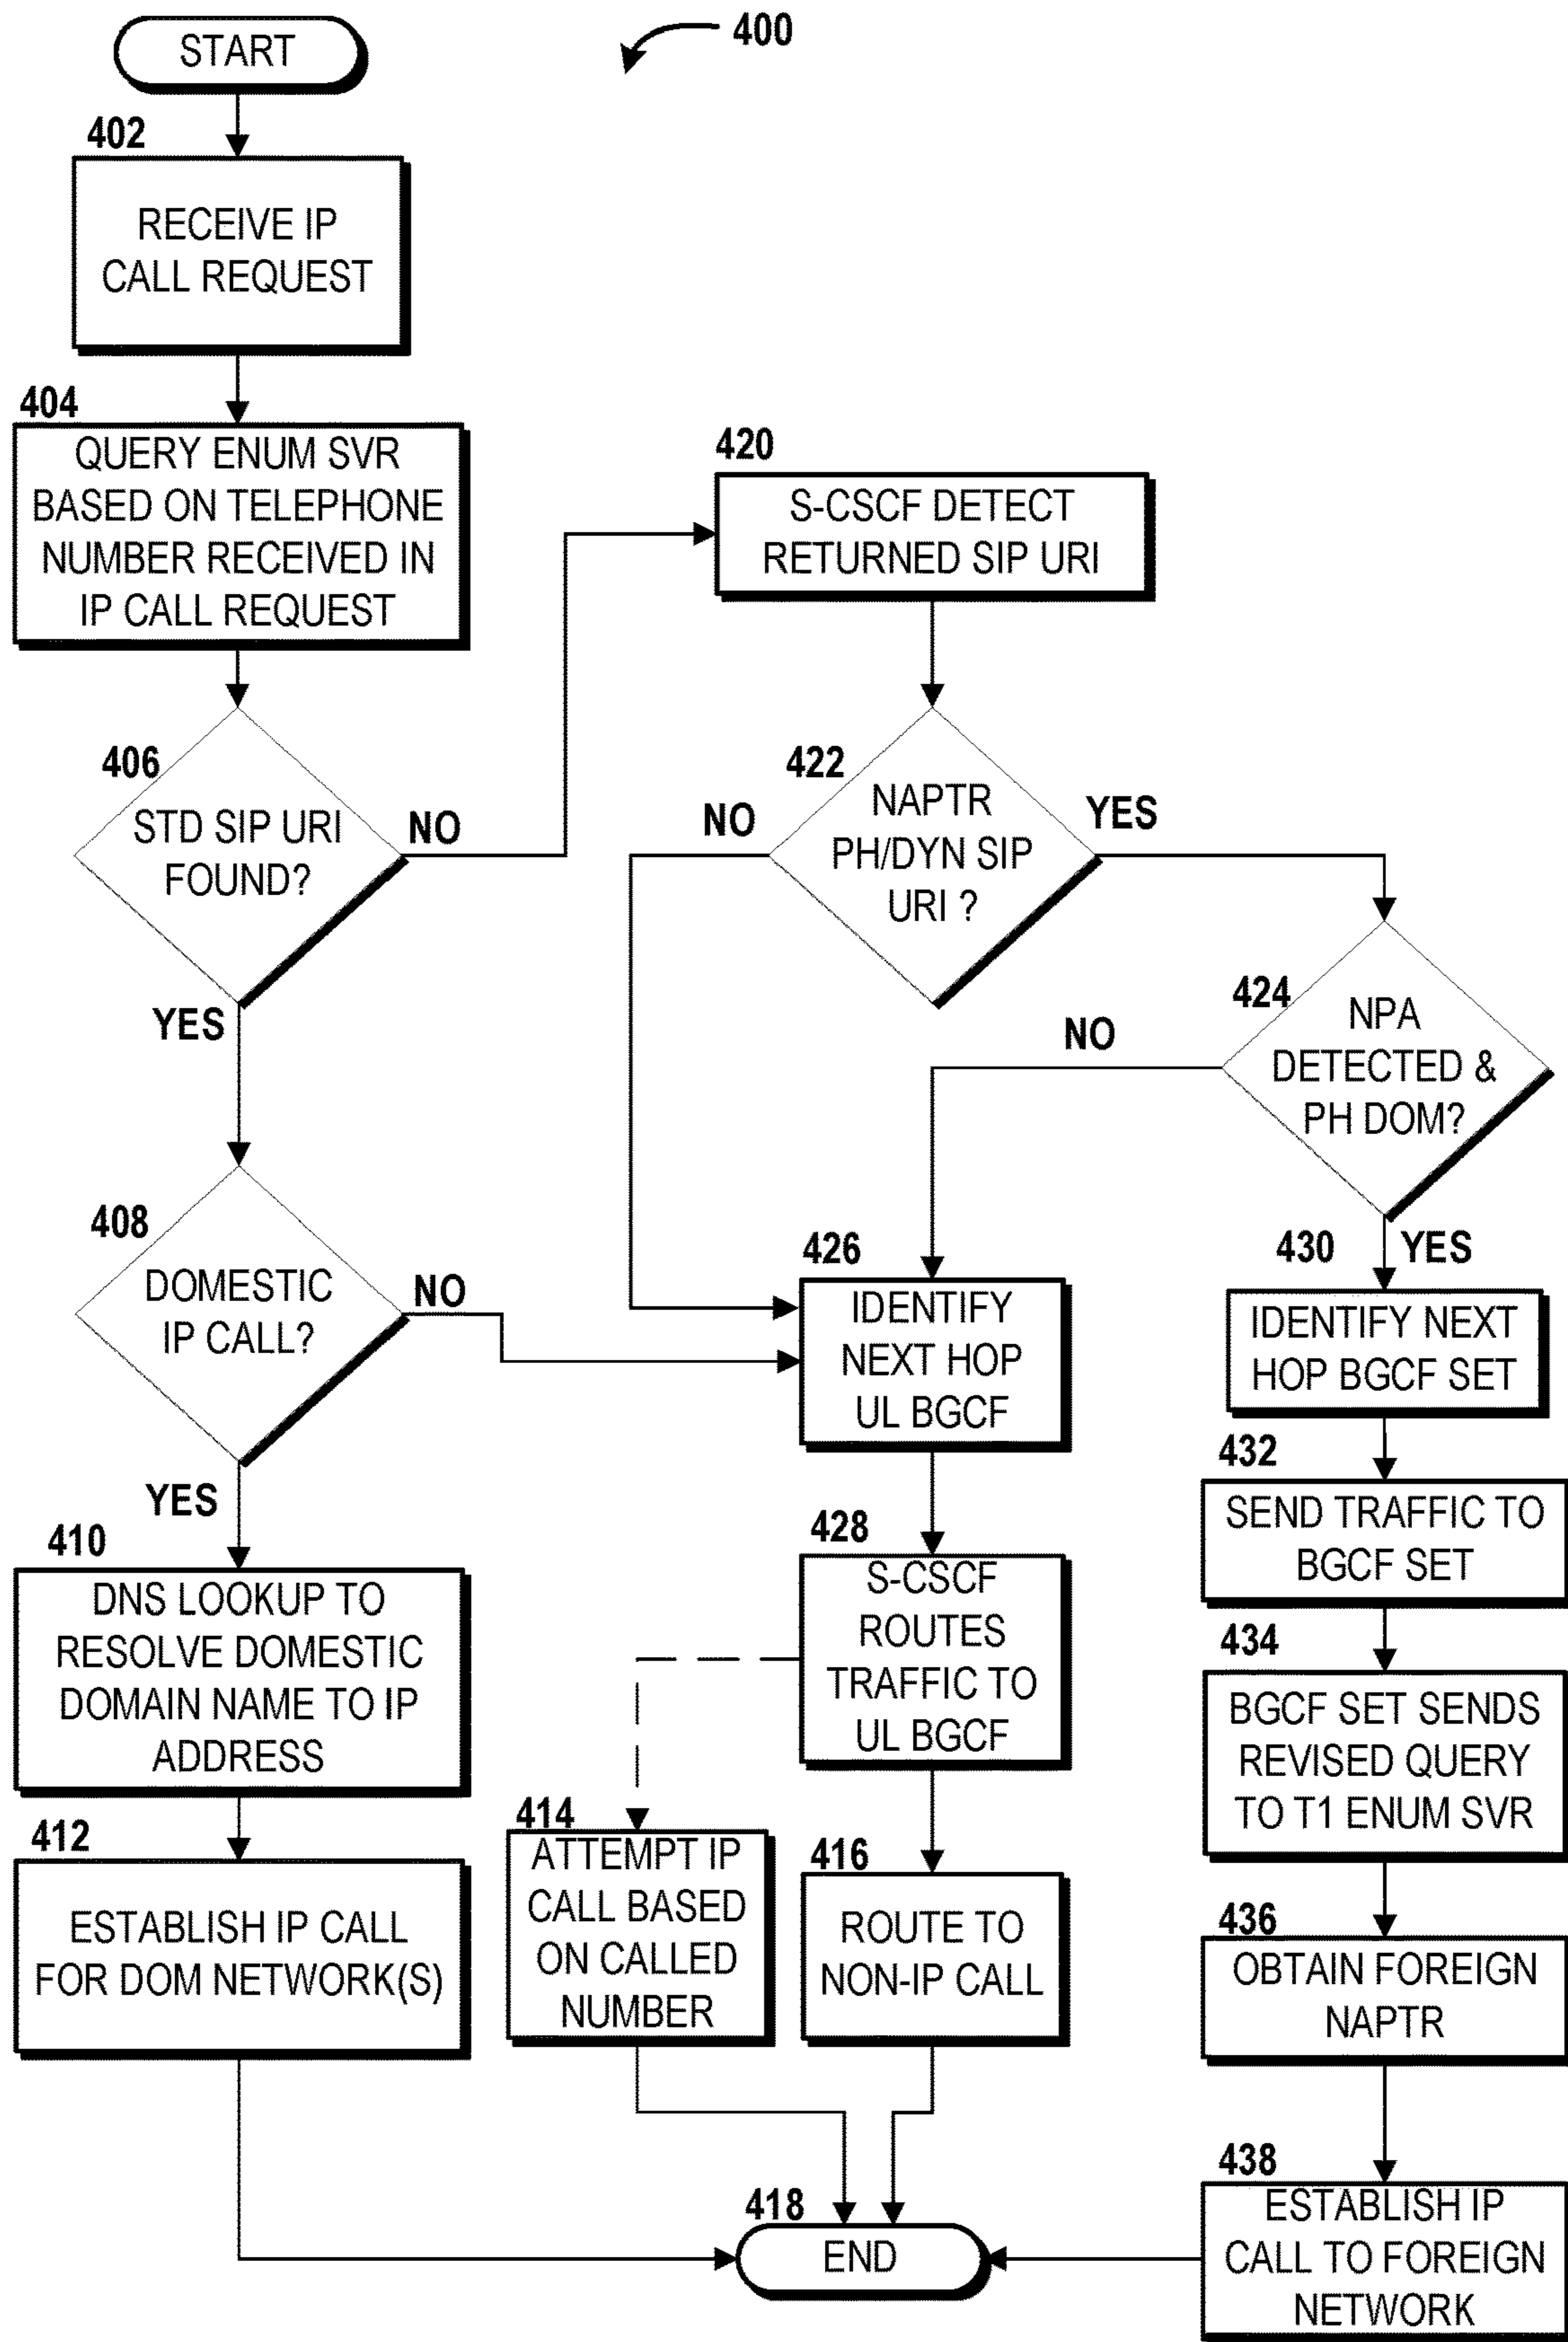 START
400
402
RECEIVE IP
CALL REQUEST
404
QUERY ENUM SVR
BASED ON TELEPHONE
NUMBER RECEIVED IN
IP CALL REQUEST
406
STD SIP URI
FOUND?
NO
YES
408
DOMESTIC
IP CALL?
NO
YES
410
DNS LOOKUP TO
RESOLVE DOMESTIC
DOMAIN NAME TO IP
ADDRESS
412
ESTABLISH IP CALL
FOR DOM NETWORK(S)
420
S-CSCF DETECT
RETURNED SIP URI
422
NAPTR
PH/DYN SIP
URI ?
NO
YES
424
NPA
DETECTED &
PH DOM?
NO
YES
426
IDENTIFY
NEXT HOP
UL BGCF
428
S-CSCF
ROUTES
TRAFFIC TO
UL BGCF
414
ATTEMPT IP
CALL BASED
ON CALLED
NUMBER
416
ROUTE TO
NON-IP CALL
430
IDENTIFY NEXT
HOP BGCF SET
432
SEND TRAFFIC TO
BGCF SET
434
BGCF SET SENDS
REVISED QUERY
TO T1 ENUM SVR
436
OBTAIN FOREIGN
NAPTR
438
ESTABLISH IP
CALL TO FOREIGN
NETWORK
418
END